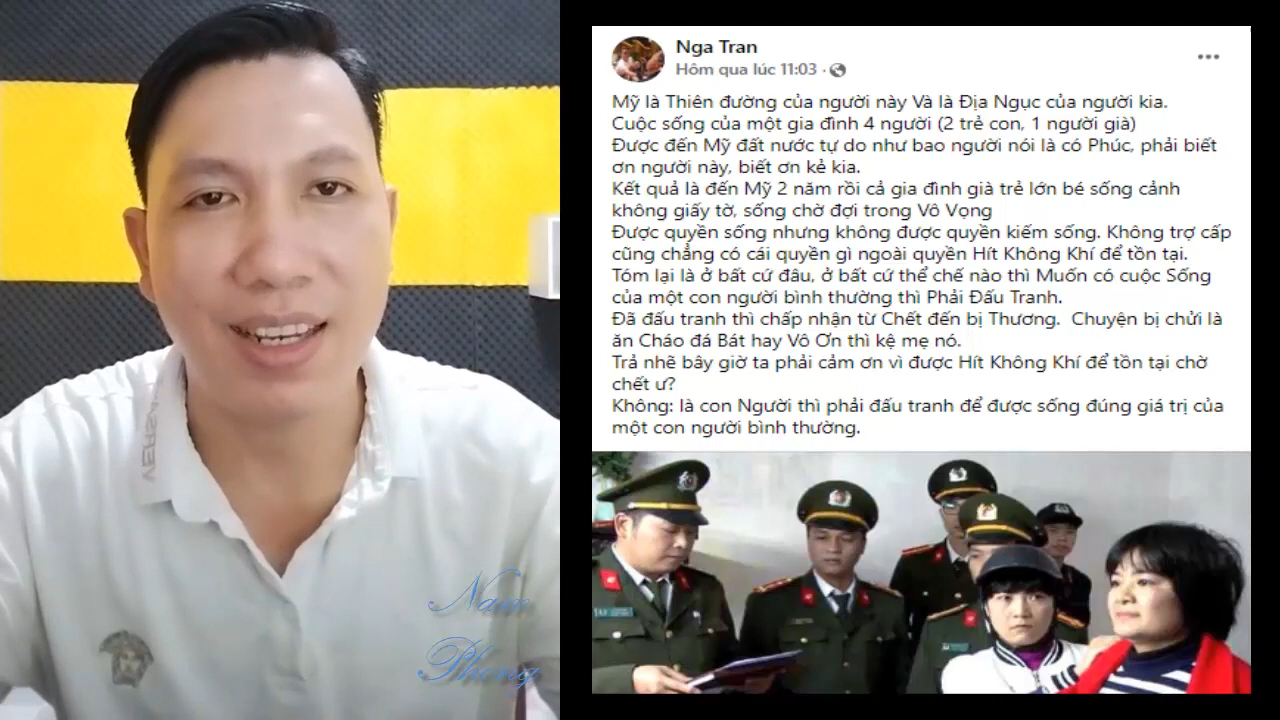 Nga Tran
Hôm qua lúc 11:03 ·
Mỹ là Thiên đường của người này Và là Địa Ngục của người kia.
Cuộc sống của một gia đình 4 người (2 trẻ con, 1 người già)
Được đến Mỹ đất nước tự do như bao người nói là có Phúc, phải biết
ơn người này, biết ơn kẻ kia.
Kết quả là đến Mỹ 2 năm rồi cả gia đình già trẻ lớn bé sống cảnh
không giấy tờ, sống chờ đợi trong Vô Vọng
Được quyền sống nhưng không được quyền kiếm sống. Không trợ cấp
cũng chẳng có cái quyền gì ngoài quyền Hít Không Khí để tồn tại.
Tóm lại là ở bất cứ đâu, ở bất cứ thể chế nào thì Muốn có cuộc Sống
của một con người bình thường thì Phải Đấu Tranh.
Đã đấu tranh thì chấp nhận từ Chết đến bị Thương.  Chuyện bị chửi là
ăn Cháo đá Bát hay Vô Ơn thì kệ mẹ nó.
Trả nhẽ bây giờ ta phải cảm ơn vì được Hít Không Khí để tồn tại chờ
chết ư?
Không: là con Người thì phải đấu tranh để được sống đúng giá trị của
một con người bình thường.
VERSA
Nam
Phong